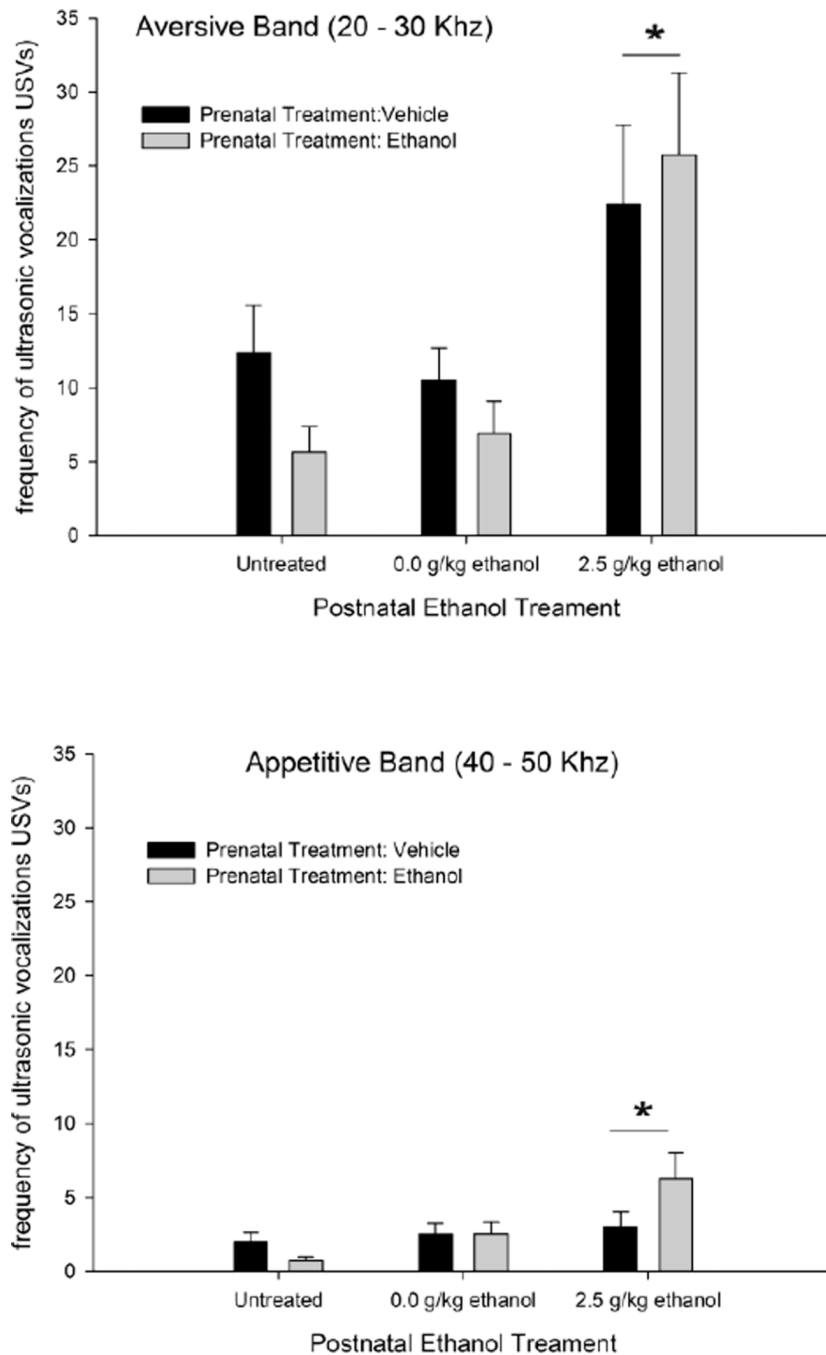 Aversive Band (20 - 30 Khz)
*
Prenatal Treatment:Vehicle
Prenatal Treatment: Ethanol
frequency of ultrasonic vocalizations USVs)
35
30
25
20
15
10
5
0
Untreated 0.0 g/kg ethanol 2.5 g/kg ethanol
Postnatal Ethanol Treament
Appetitive Band (40 - 50 Khz)
Prenatal Treatment: Vehicle
Prenatal Treatment: Ethanol
*
frequency of ultrasonic vocalizations USVs)
35
30
25
20
15
10
5
0
Untreated 0.0 g/kg ethanol 2.5 g/kg ethanol
Postnatal Ethanol Treament